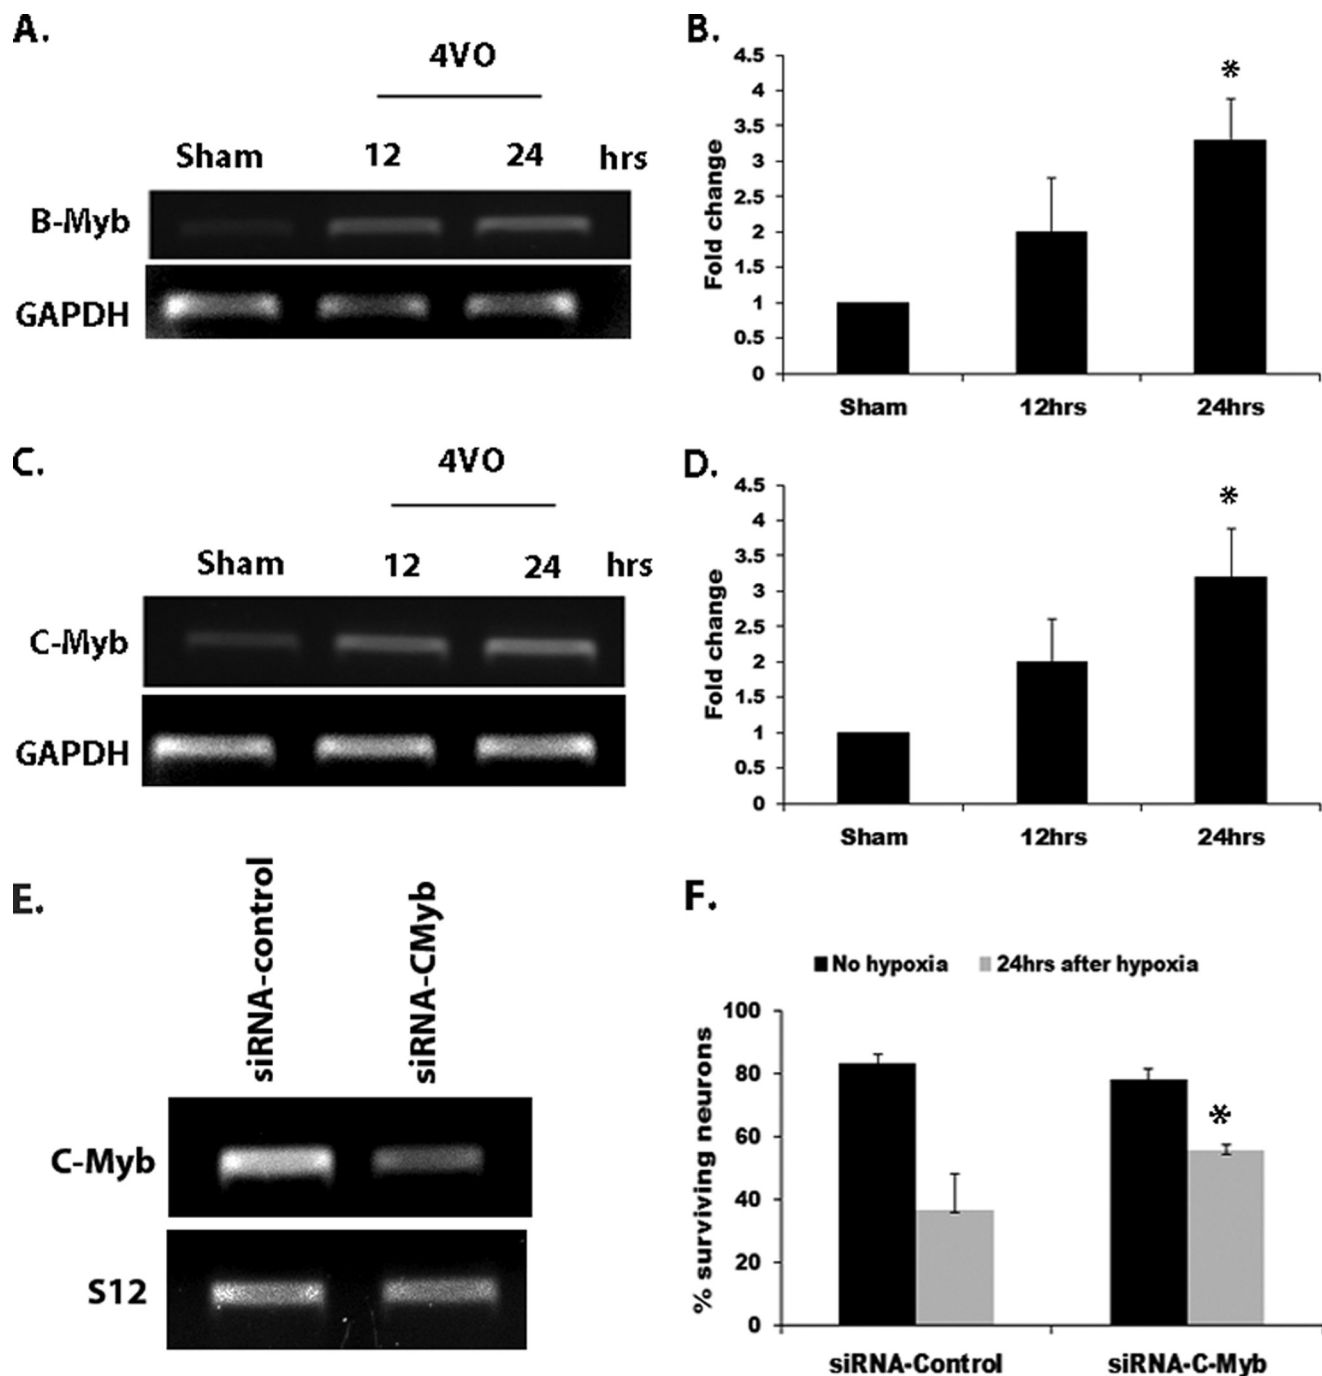 A.
4VO
Sham 12 24 hrs
B-Myb
GAPDH
B.
4.5
4
3.5
3
2.5
2
1.5
1
0.5
0
Fold change
*
Sham 12hrs 24hrs
C.
4VO
Sham 12 24 hrs
C-Myb
GAPDH
D.
4.5
4
3.5
3
2.5
2
1.5
1
0.5
0
Fold change
*
Sham 12hrs 24hrs
E.
siRNA-control
siRNA-CMyb
C-Myb
S12
F.
No hypoxia 24hrs after hypoxia
100
80
60
40
20
0
% surviving neurons
*
siRNA-Control siRNA-C-Myb